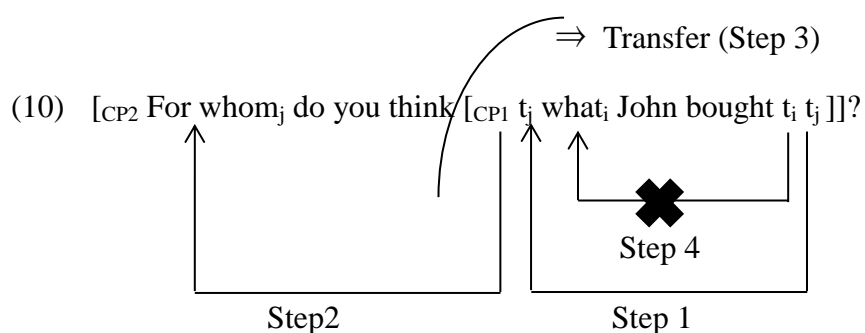 ⇒ Transfer (Step 3)
(10) [CP2 For whomj do you think [CP1 tj whati John bought ti tj ]]?
Step 4
Step2 Step 1